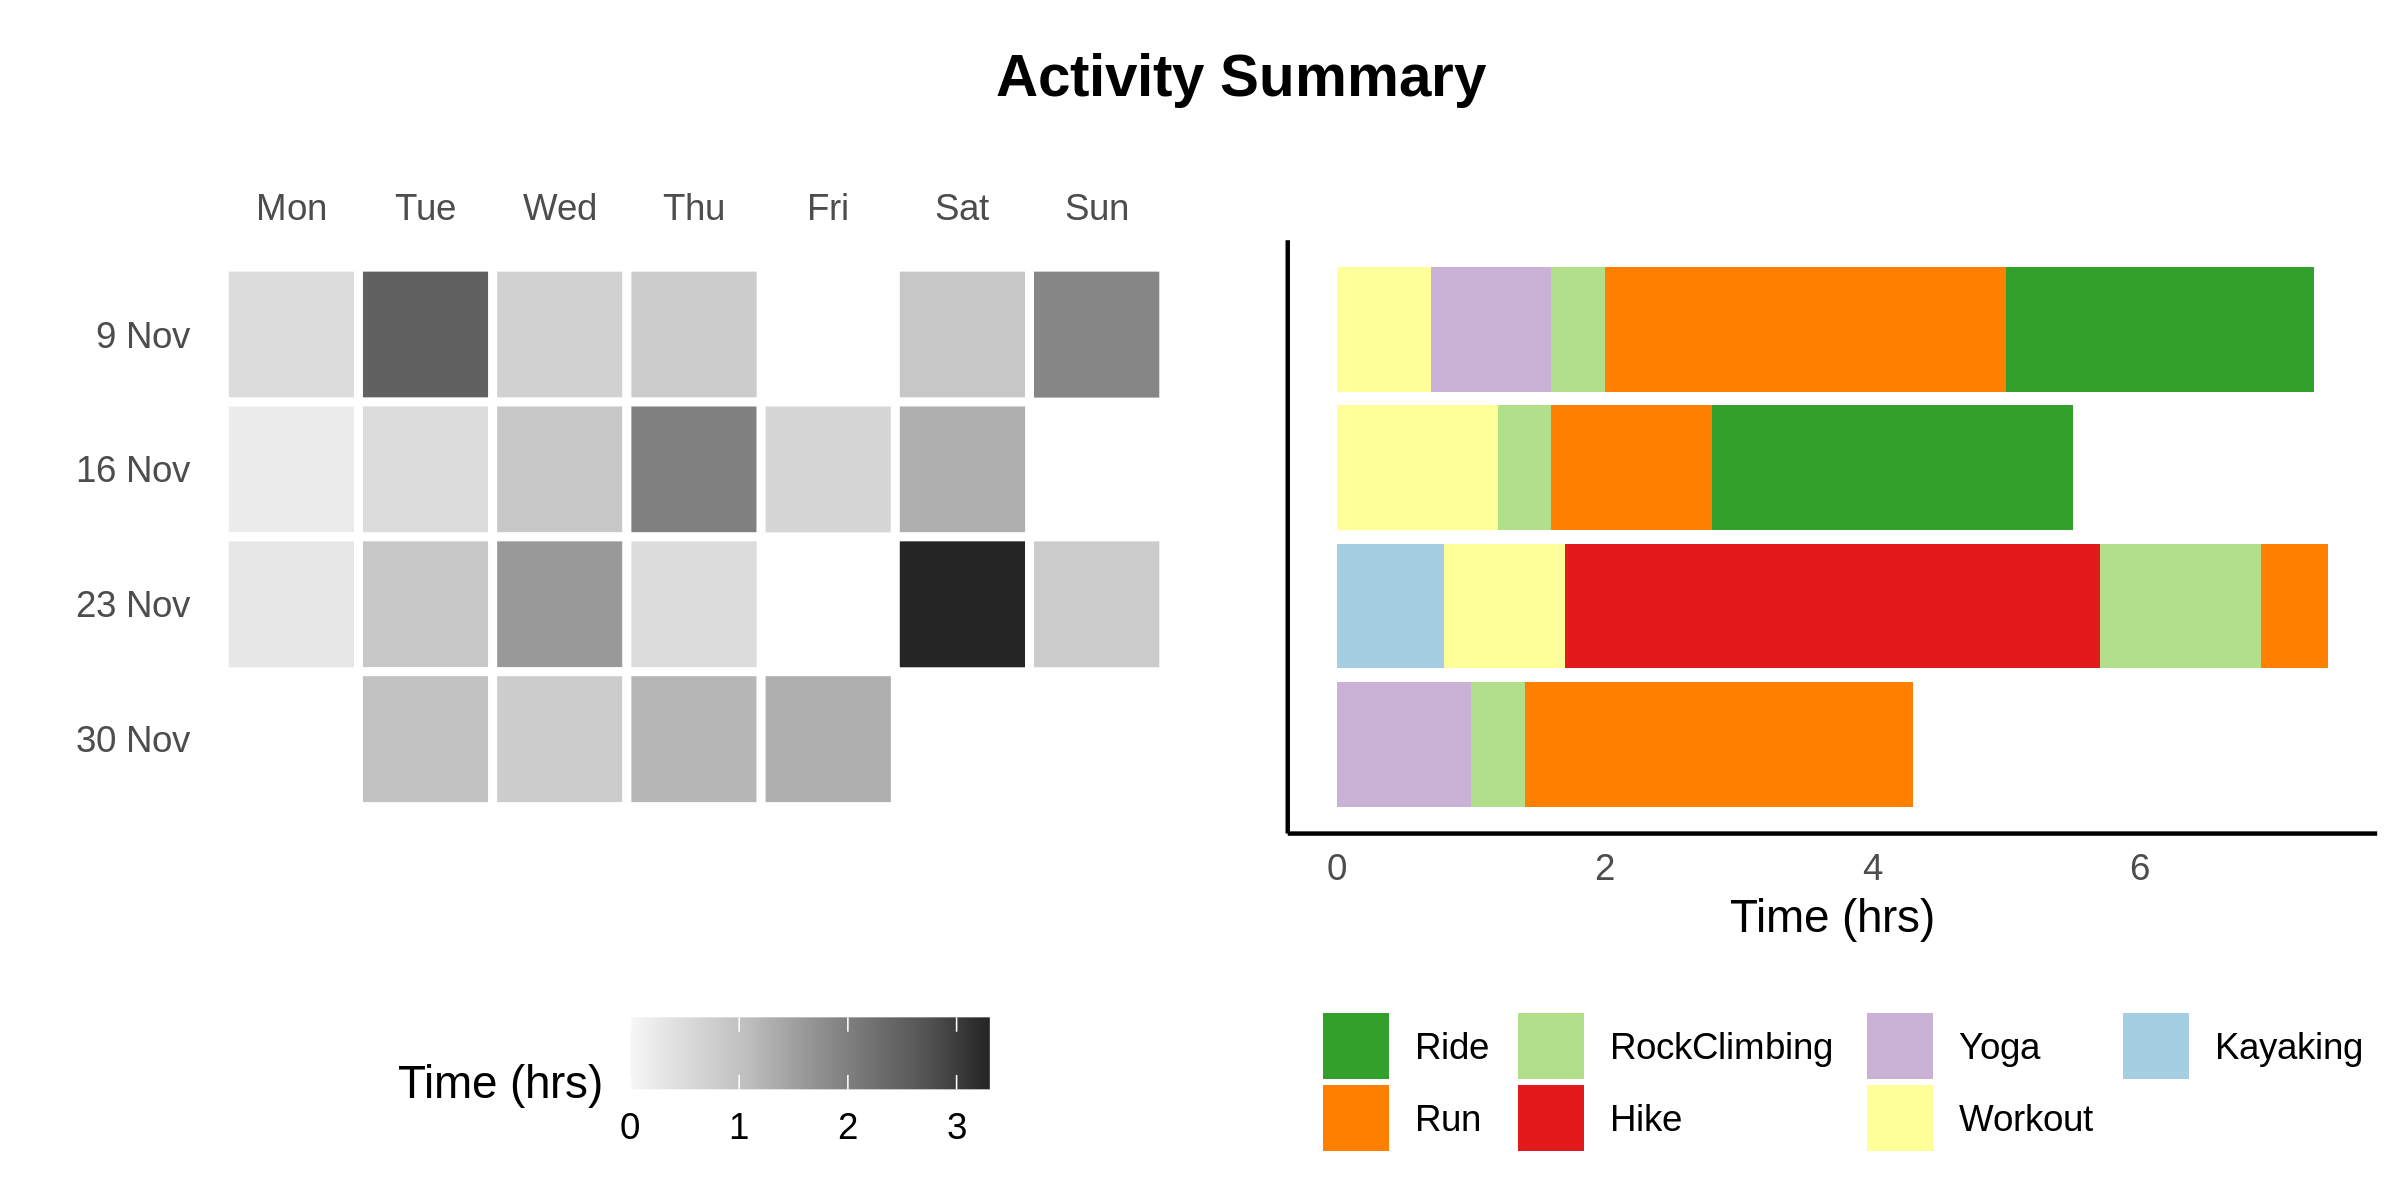 Activity Summary
Mon Tue Wed Thu Fri Sat Sun
9 Nov
16 Nov
23 Nov
30 Nov
0 2 4 6
Time (hrs)
Time (hrs)
0 1 2 3
Ride RockClimbing Yoga Kayaking
Run Hike Workout